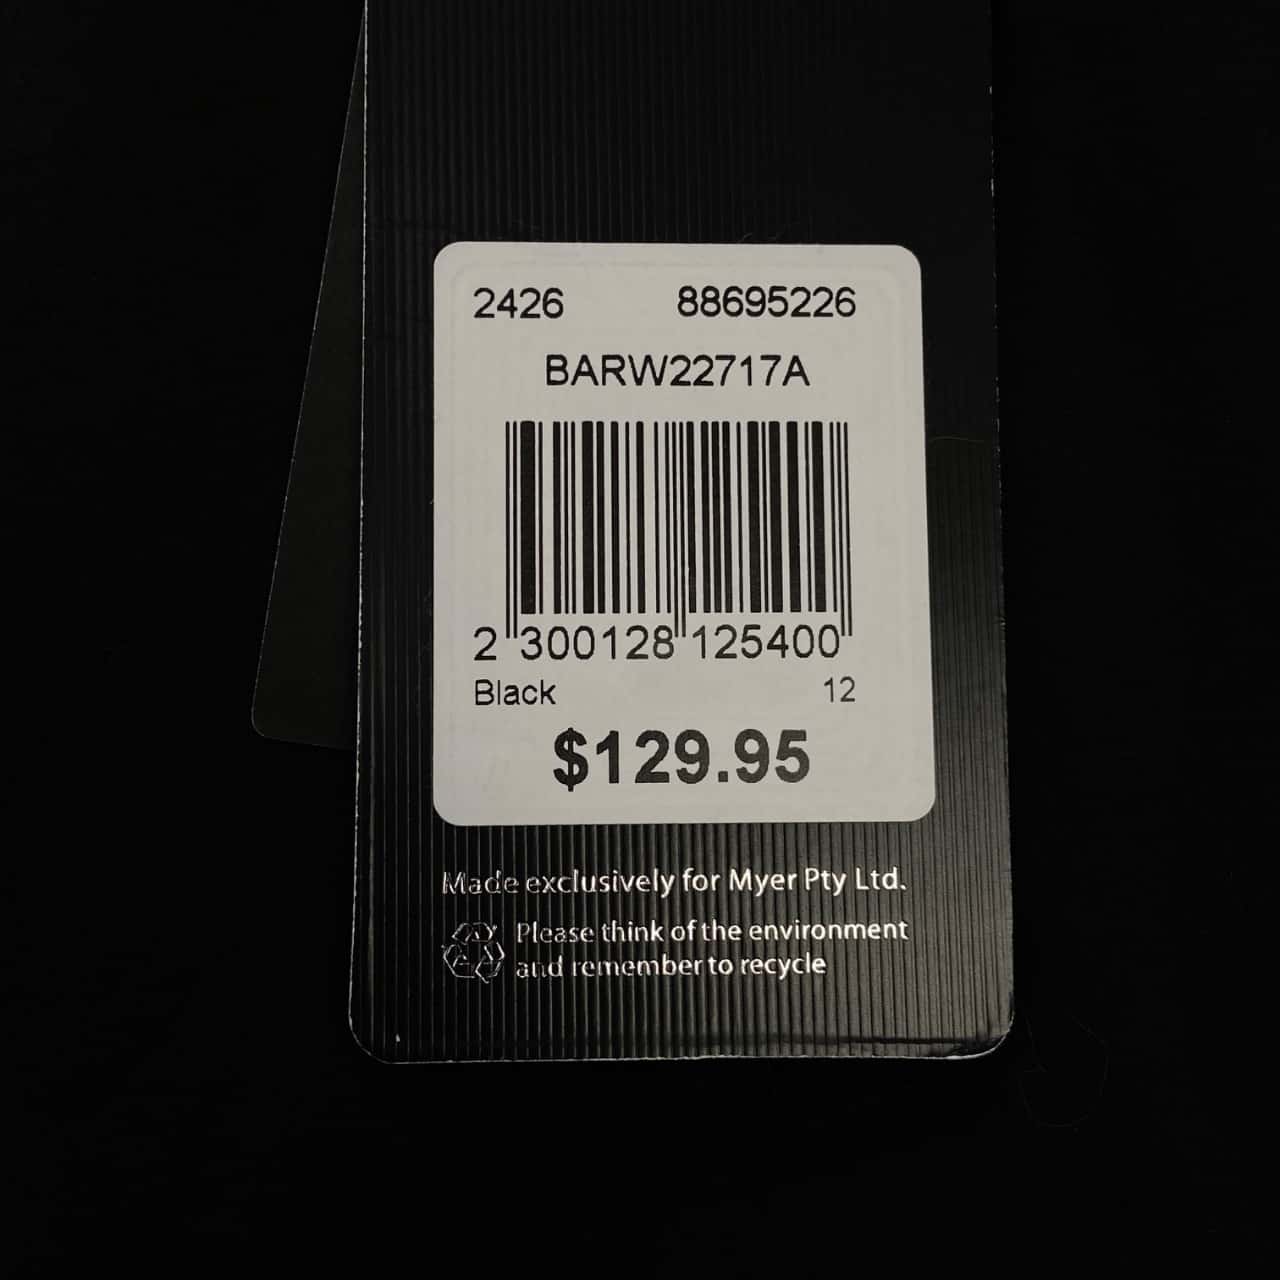 2426 88695226
BARW22717A
2 300128 125400
Black 12
$129.95
Made exclusively for Myer Pty Ltd.
Please think of the environment
and remember to recycle